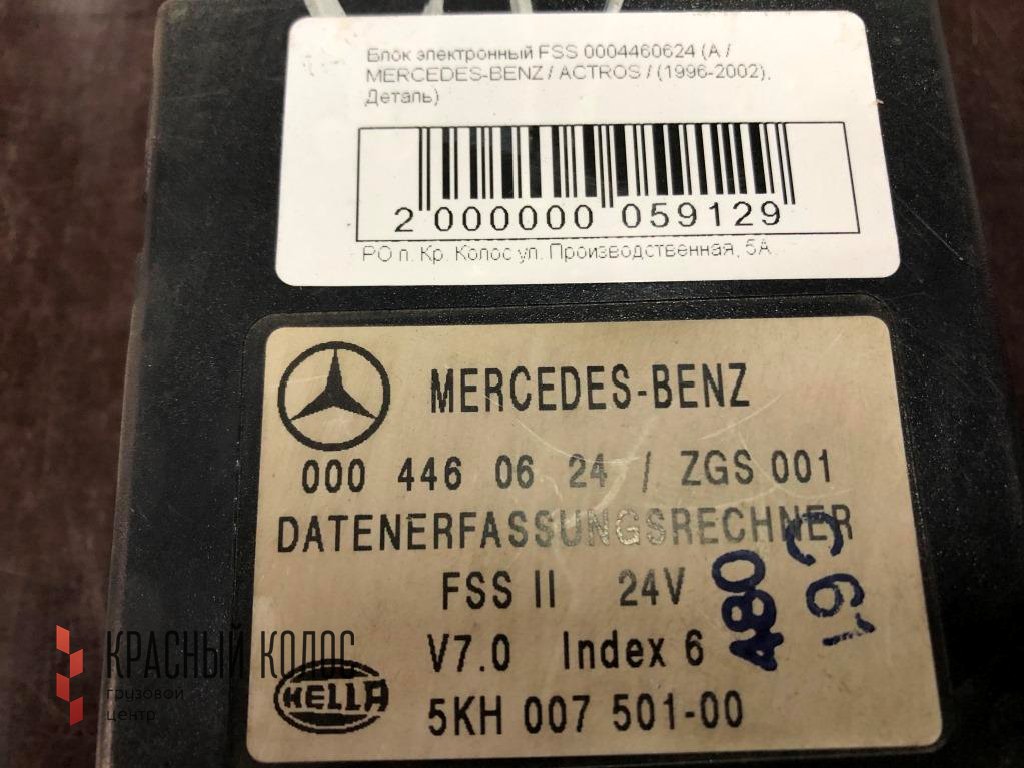 Блок электронный FSS 0004460624 (A /
MERCEDES-BENZ / ACTROS / (1996-2002),
Деталь)
2 000000 059129
РО п. Кр. Колос ул. Производственная, 5А
MERCEDES-BENZ
000 446 06 24 / ZGS 001
DATENERFASSUNGSRECHNER
FSS II 24V
480
V7.0 Index 6
HELLA
5KH 007 501-00
КРАСНЫЙ КОЛОС
грузовой
центр